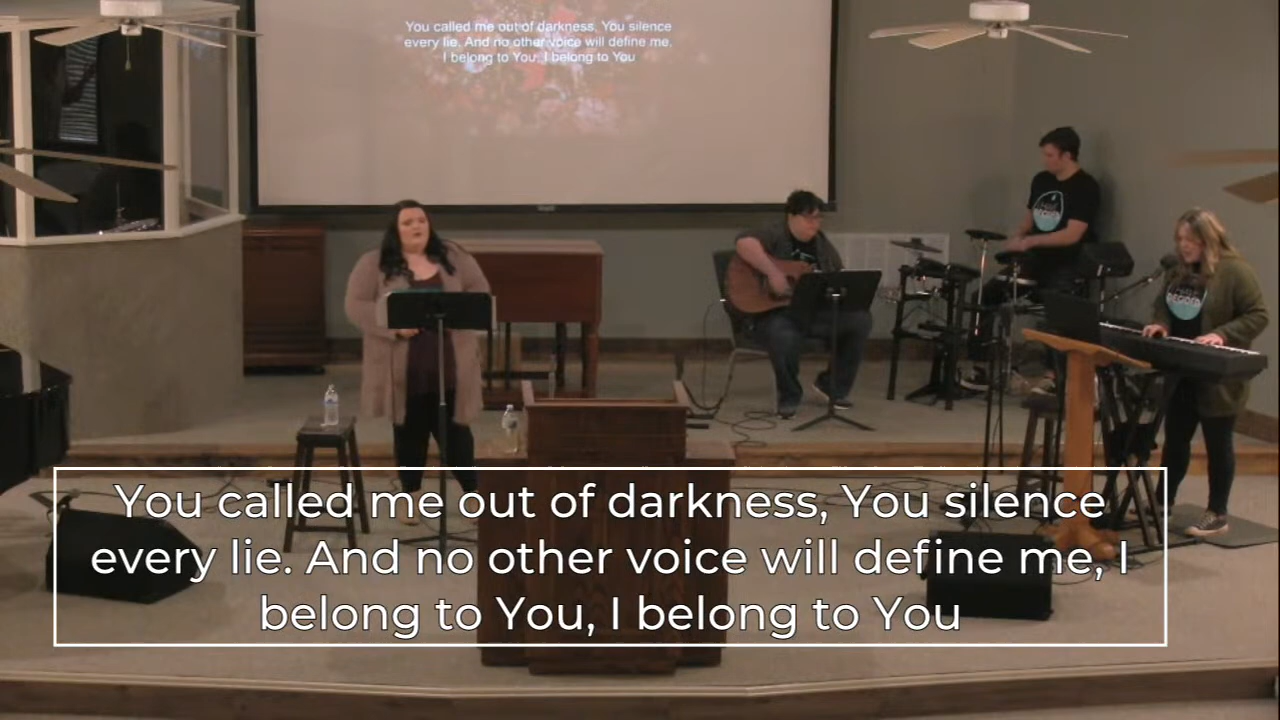 You called me out of darkness, You silence
every lie. And no other voice will define me,
I belong to You, I belong to You
You called me out of darkness, You silence
every lie. And no other voice will define me, I
belong to You, I belong to You